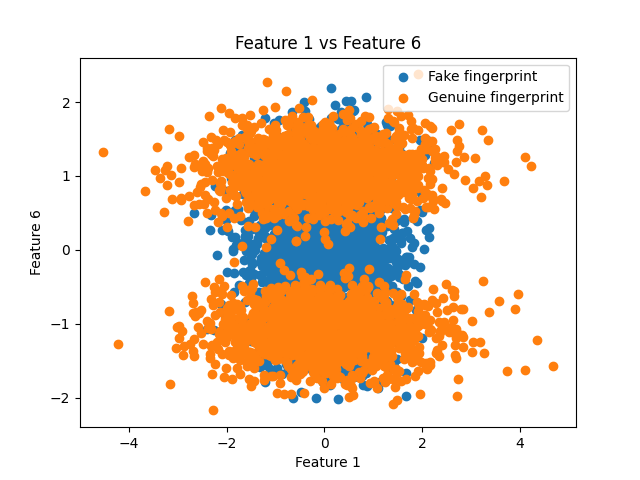 Feature 1 vs Feature 6
Fake fingerprint
Genuine fingerprint
2
1
0
−1
−2
Feature 6
−4
−2
0
2
4
Feature 1